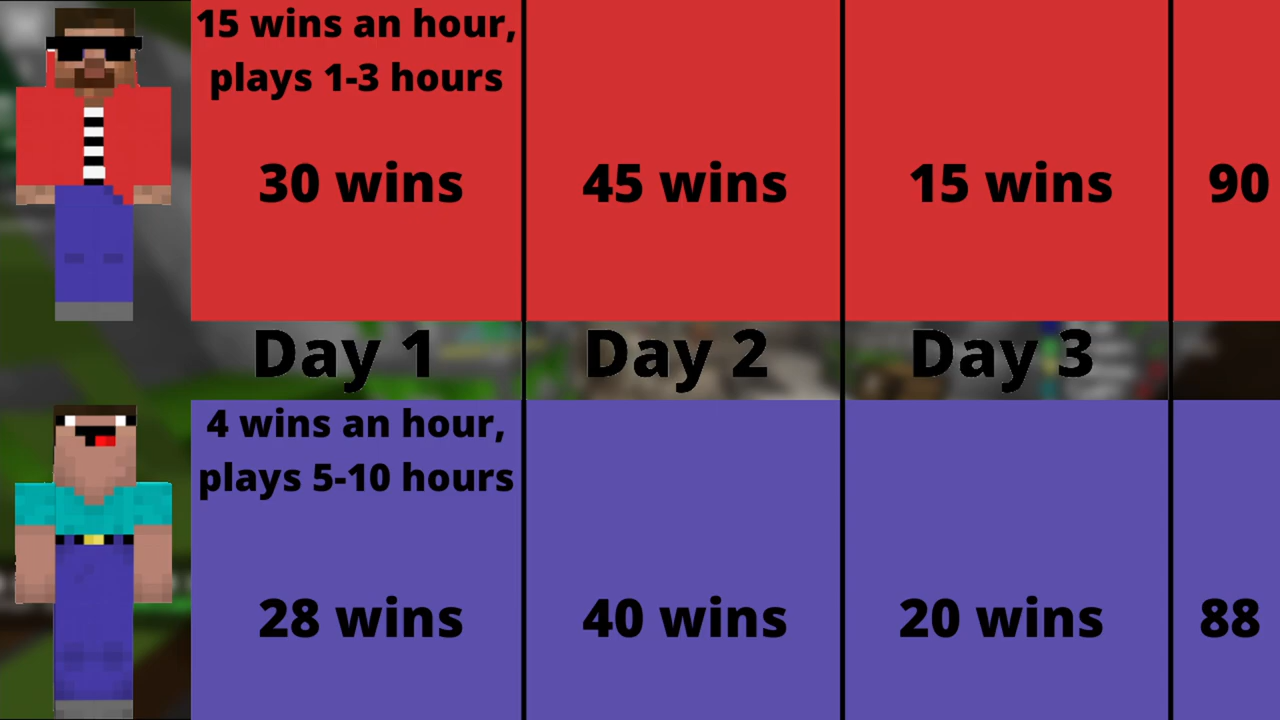 15 wins an hour,
plays 1-3 hours
30 wins
45 wins
15 wins
90
Day 1
Day 2
Day 3
4 wins an hour,
plays 5-10 hours
28 wins
40 wins
20 wins
88